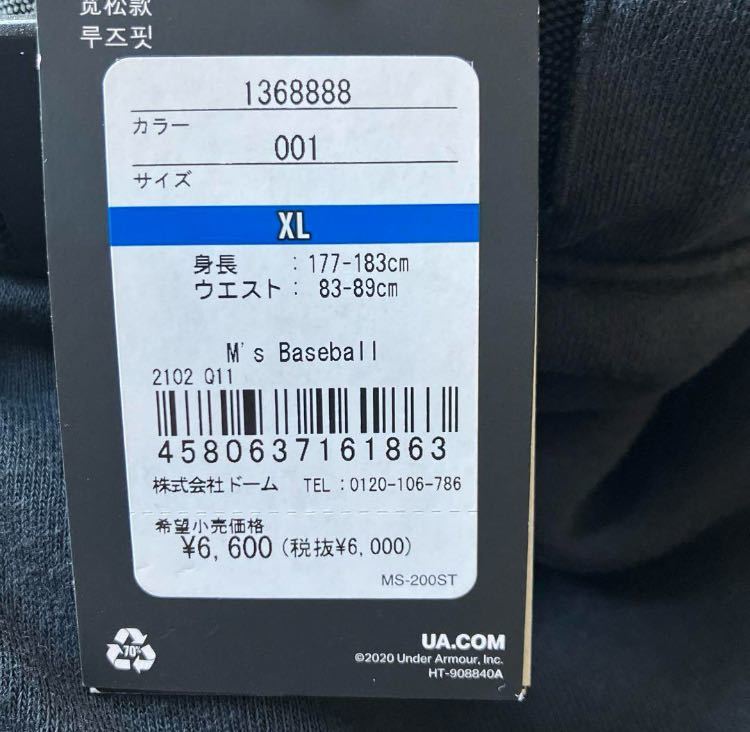 宽松款
루즈핏
1368888
カラー
001
サイズ
XL
身長 : 177-183cm
ウエスト : 83-89cm
M's Baseball
2102 Q11
4580637161863
株式会社ドーム TEL:0120-106-786
希望小売価格
¥6,600(税抜¥6,000)
MS-200ST
70%
UA.COM
©2020 Under Armour, Inc.
HT-908840A